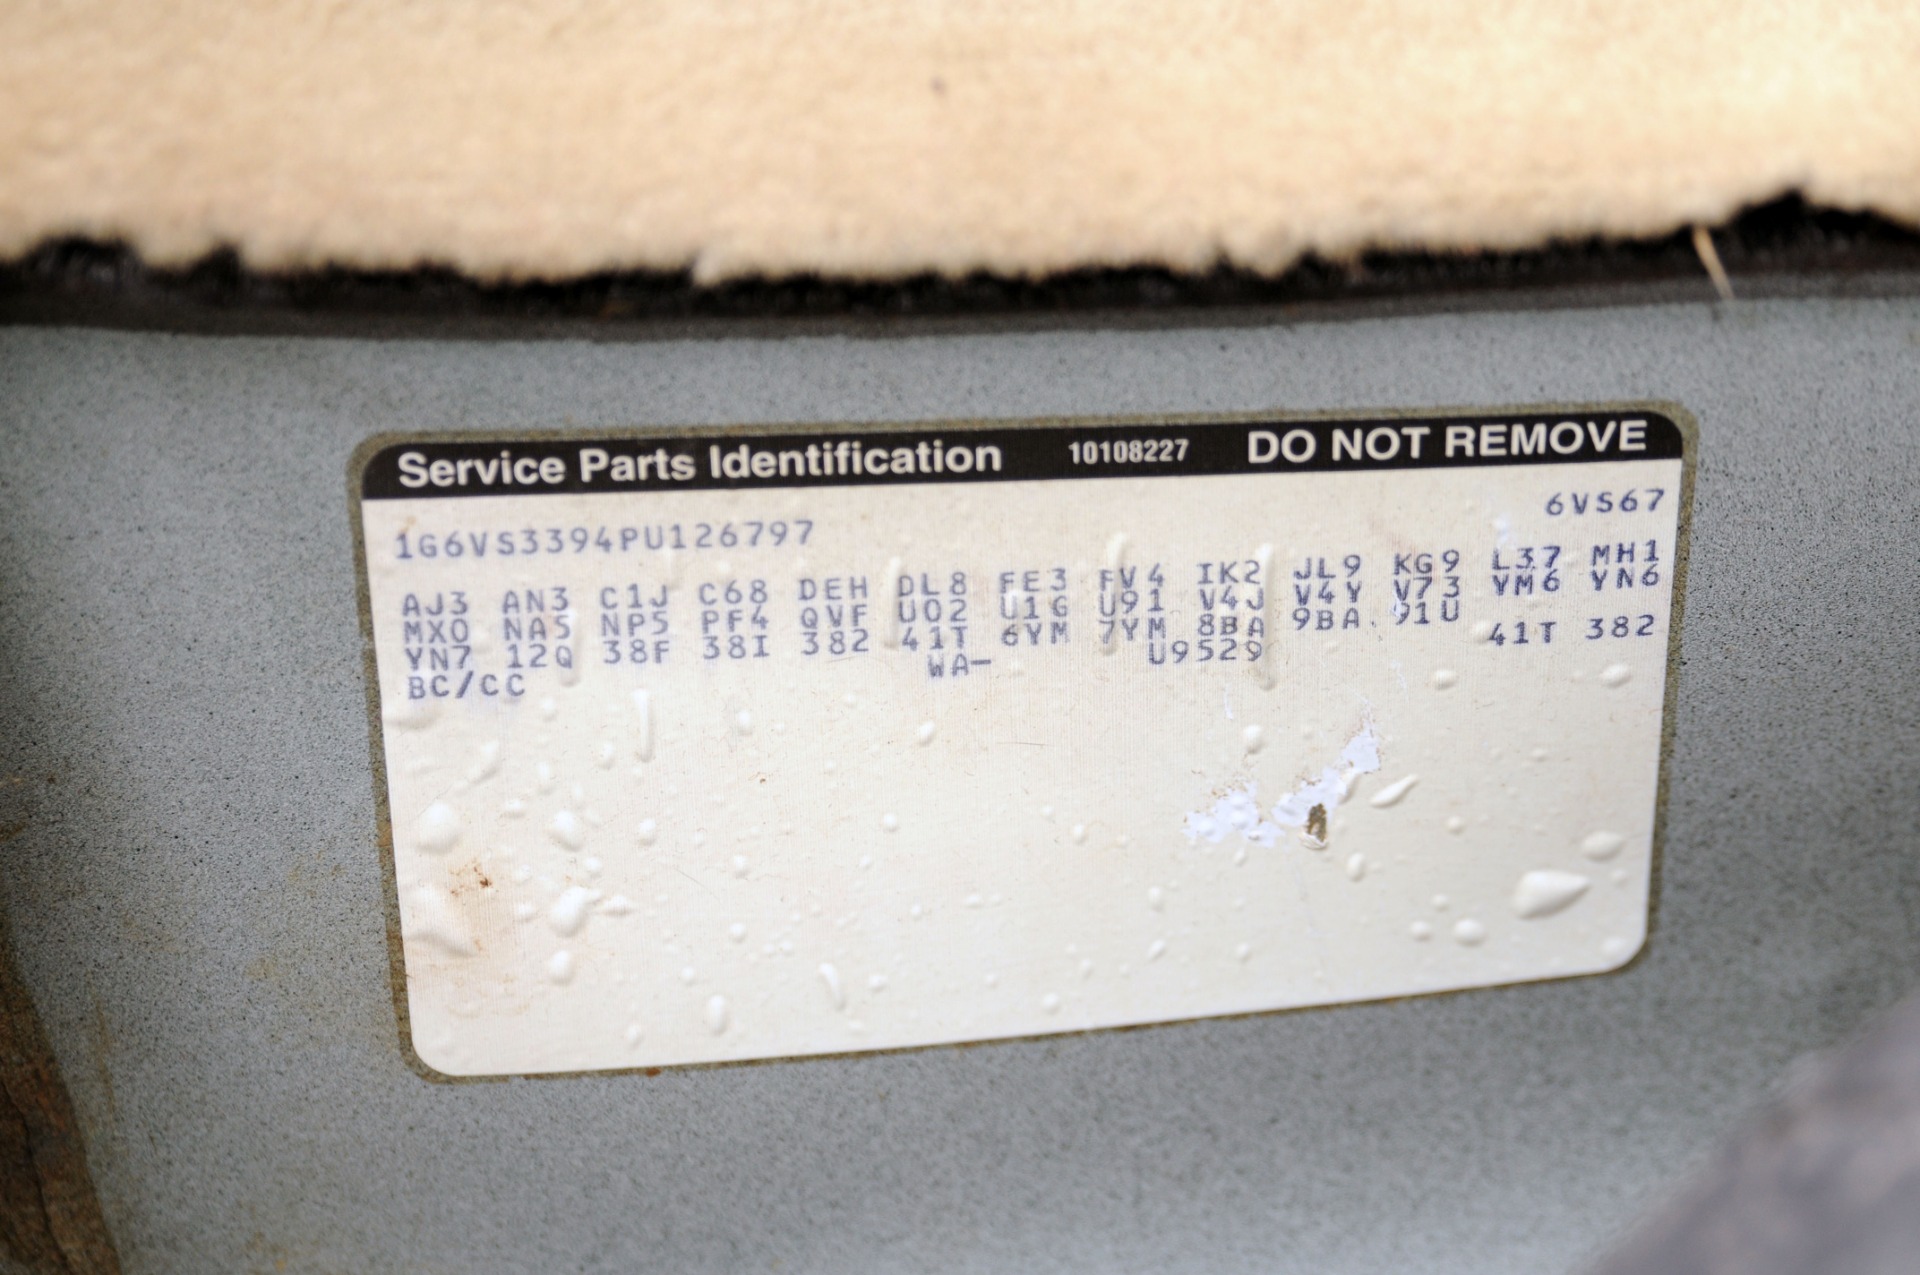 Service Parts Identification 10108227 DO NOT REMOVE
6VS67
1G6VS3394PU126797
AJ3 AN3 C1J C68 DEH DL8 FE3 FV4 IK2 JL9 KG9 L37 MH1
MX0 NA5 NP5 PF4 QVF U02 U1G U91 V4J V4Y V73 YM6 YN6
YN7 12Q 38F 38I 382 41T 6YM 7YM 8BA 9BA 91U
BC/CC WA- U9529 41T 382